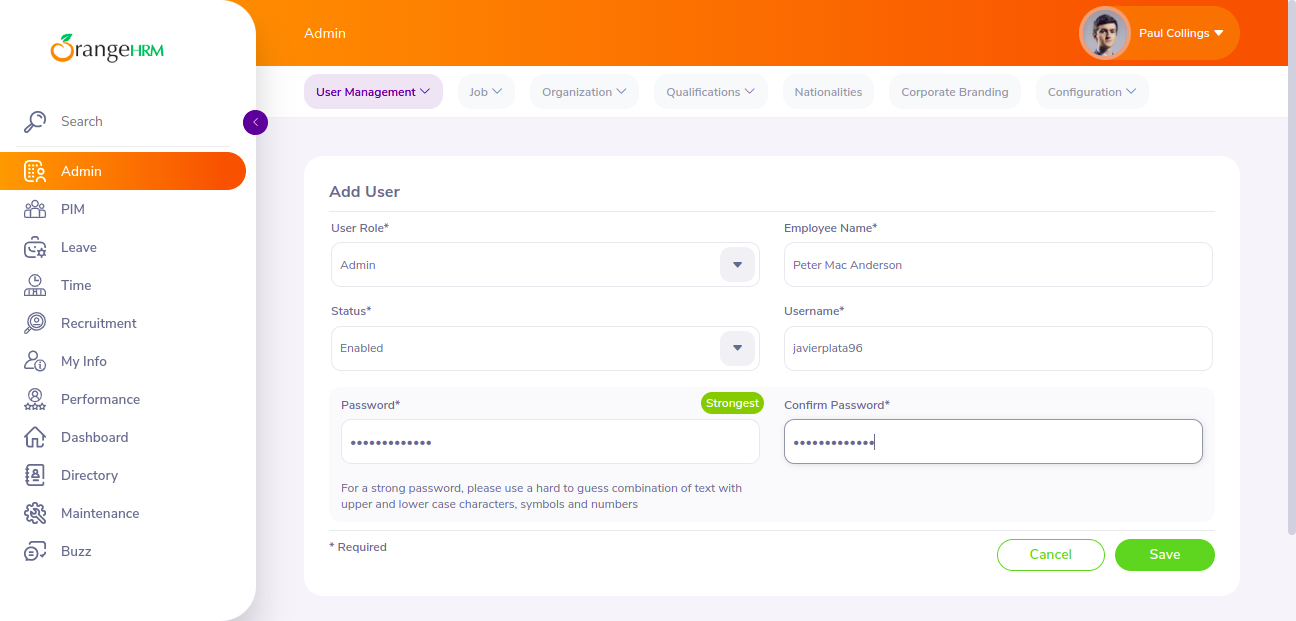 OrangeHRM
Search
Admin
PIM
Leave
Time
Recruitment
My Info
Performance
Dashboard
Directory
Maintenance
Buzz
Admin
Paul Collings
User Management
Job
Organization
Qualifications
Nationalities
Corporate Branding
Configuration
Add User
User Role*
Admin
Employee Name*
Peter Mac Anderson
Status*
Enabled
Username*
javierplata96
Password*
Strongest
•••••••••••••
For a strong password, please use a hard to guess combination of text with
upper and lower case characters, symbols and numbers
Confirm Password*
•••••••••••••
* Required
Cancel
Save